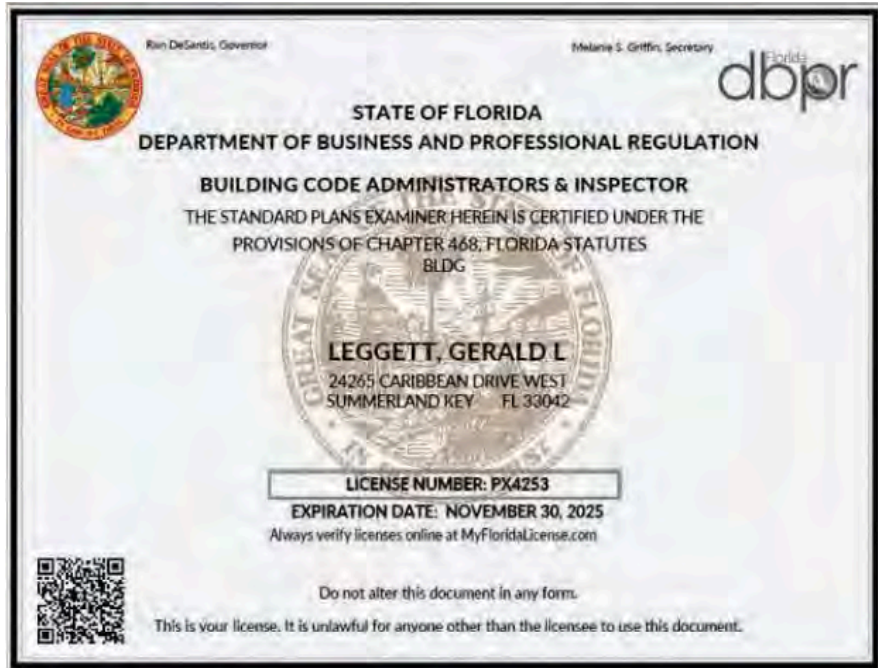 Ron DeSantis, Governor
Melanie S. Griffin, Secretary
Florida
dbpr
STATE OF FLORIDA
DEPARTMENT OF BUSINESS AND PROFESSIONAL REGULATION
BUILDING CODE ADMINISTRATORS & INSPECTOR
THE STANDARD PLANS EXAMINER HEREIN IS CERTIFIED UNDER THE
PROVISIONS OF CHAPTER 468, FLORIDA STATUTES
BLDG
LEGGETT, GERALD L
24265 CARIBBEAN DRIVE WEST
SUMMERLAND KEY FL 33042
LICENSE NUMBER: PX4253
EXPIRATION DATE: NOVEMBER 30, 2025
Always verify licenses online at MyFloridaLicense.com
Do not alter this document in any form.
This is your license. It is unlawful for anyone other than the licensee to use this document.